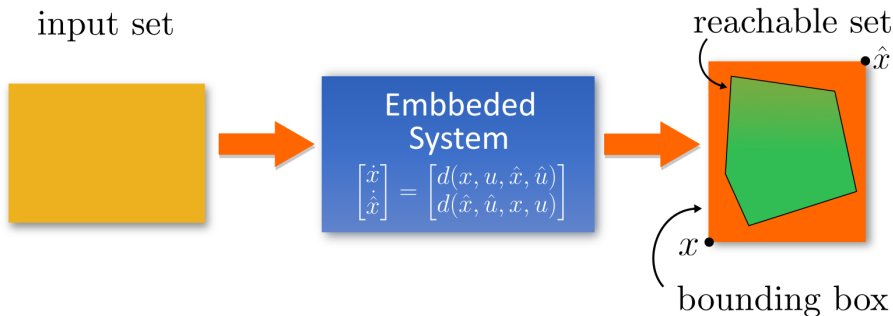 input set
Embbeded
System
[ẋ
ẋ̂] = [d(x, u, x̂, û)
d(x̂, û, x, u)]
reachable set
x̂
x
bounding box